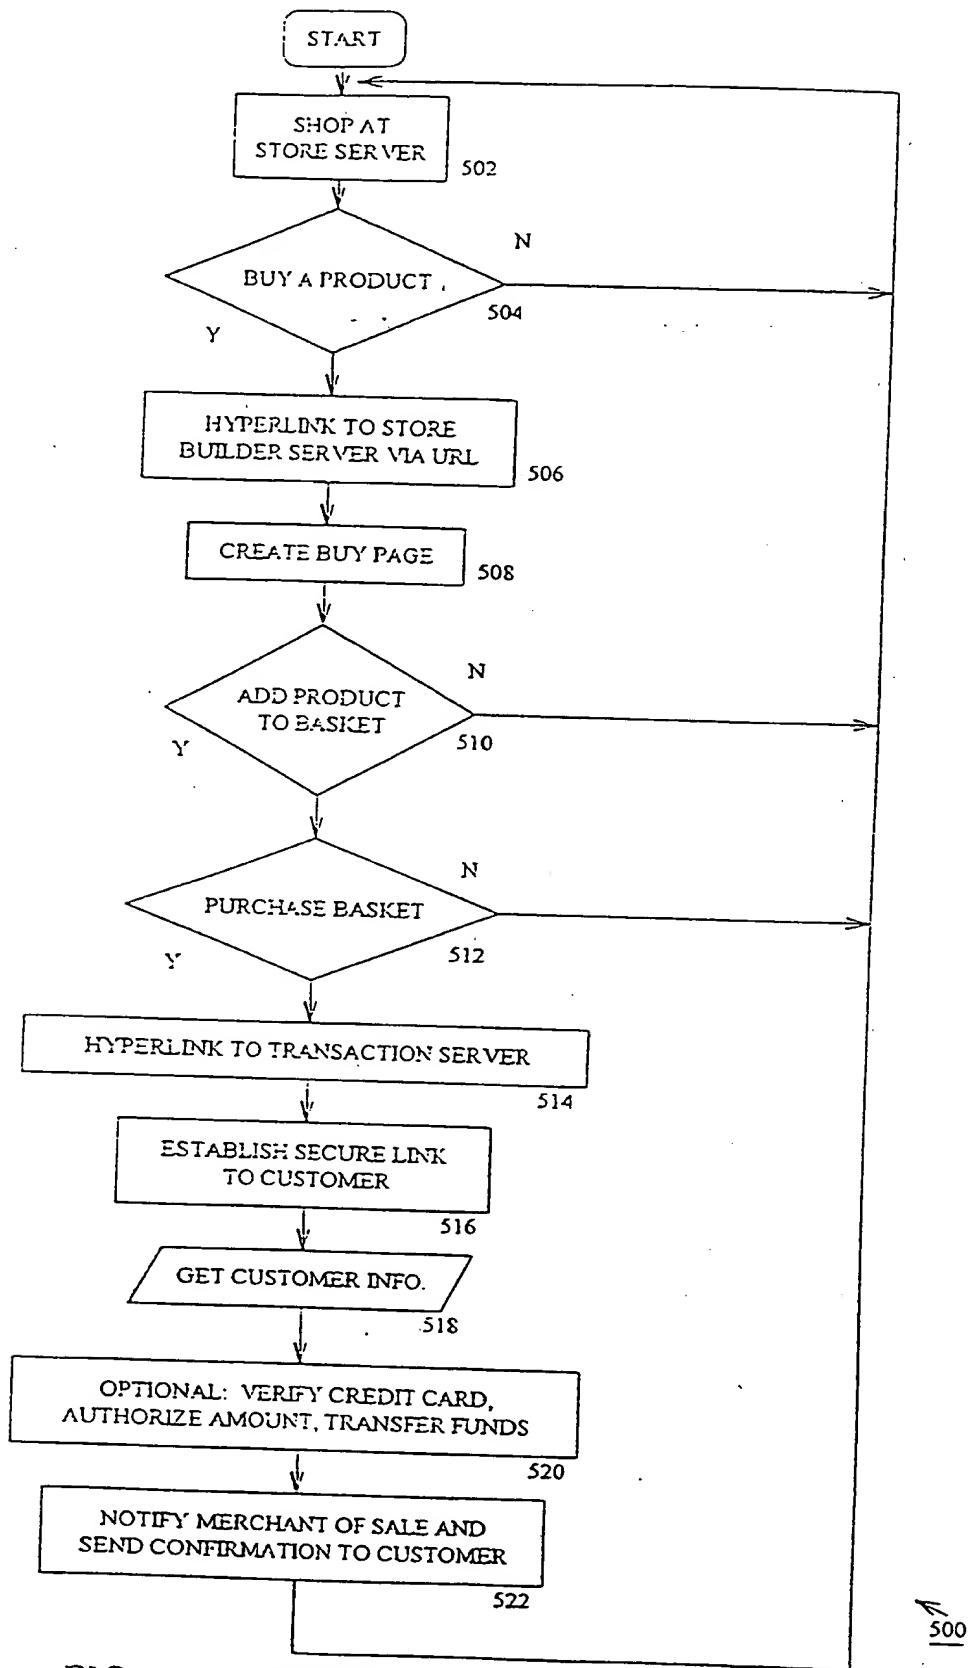 START
SHOP AT
STORE SERVER
502
N
BUY A PRODUCT
504
Y
HYPERLINK TO STORE
BUILDER SERVER VIA URL
506
CREATE BUY PAGE
508
N
ADD PRODUCT
TO BASKET
510
Y
N
PURCHASE BASKET
512
Y
HYPERLINK TO TRANSACTION SERVER
514
ESTABLISH SECURE LINK
TO CUSTOMER
516
GET CUSTOMER INFO.
518
OPTIONAL: VERIFY CREDIT CARD,
AUTHORIZE AMOUNT, TRANSFER FUNDS
520
NOTIFY MERCHANT OF SALE AND
SEND CONFIRMATION TO CUSTOMER
522
500